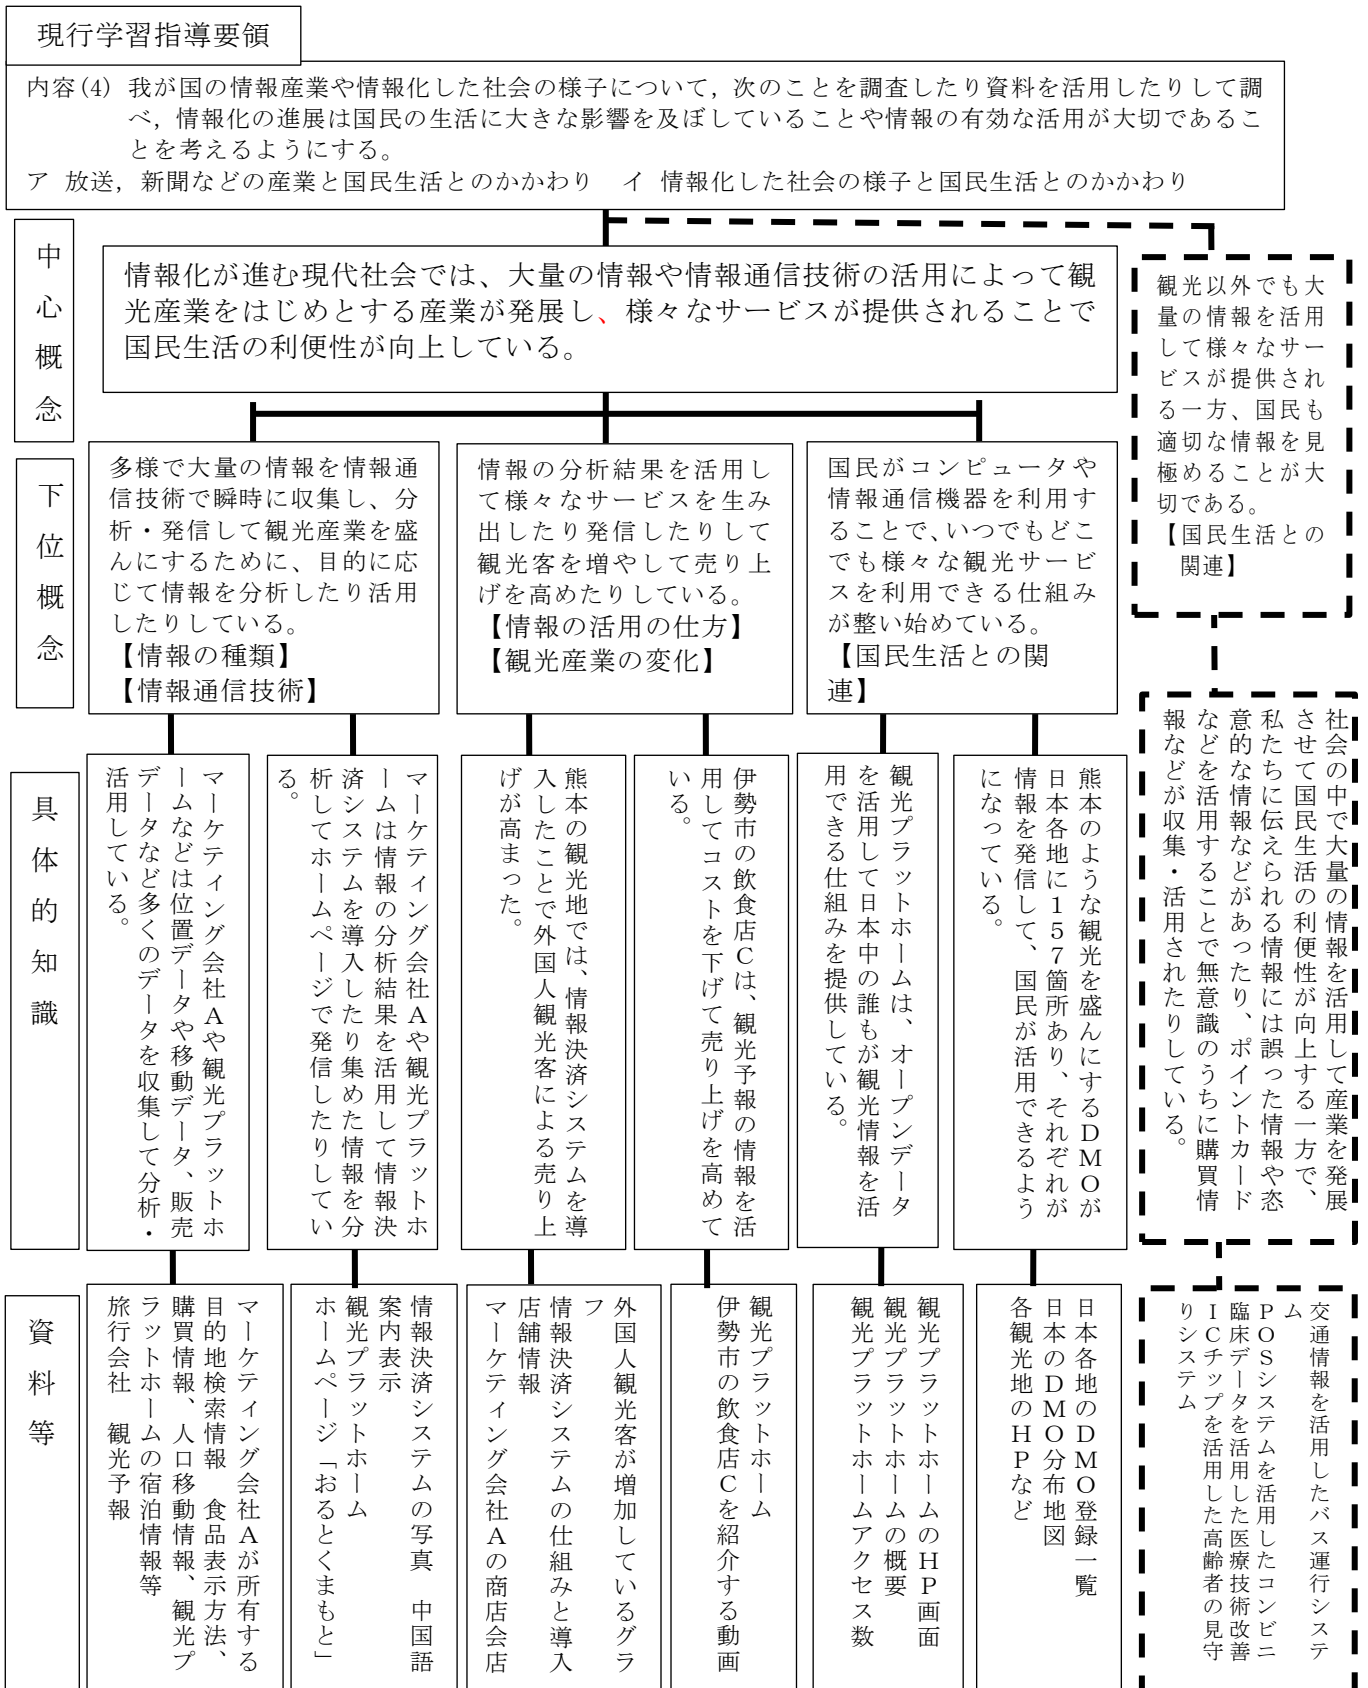 現行学習指導要領
内容(4) 我が国の情報産業や情報化した社会の様子について，次のことを調査したり資料を活用したりして調
べ，情報化の進展は国民の生活に大きな影響を及ぼしていることや情報の有効な活用が大切であるこ
とを考えるようにする。
ア 放送，新聞などの産業と国民生活とのかかわり　イ 情報化した社会の様子と国民生活とのかかわり
中心概念
情報化が進む現代社会では、大量の情報や情報通信技術の活用によって観
光産業をはじめとする産業が発展し、様々なサービスが提供されることで
国民生活の利便性が向上している。
観光以外でも大
量の情報を活用
して様々なサー
ビスが提供され
る一方、国民も
適切な情報を見
極めることが大
切である。
【国民生活との
関連】
下位概念
多様で大量の情報を情報通
信技術で瞬時に収集し、分
析・発信して観光産業を盛
んにするために、目的に応
じて情報を分析したり活用
したりしている。
【情報の種類】
【情報通信技術】
情報の分析結果を活用し
て様々なサービスを生み
出したり発信したりして
観光客を増やして売り上
げを高めたりしている。
【情報の活用の仕方】
【観光産業の変化】
国民がコンピュータや
情報通信機器を利用す
ることで、いつでもどこ
でも様々な観光サービ
スを利用できる仕組み
が整い始めている。
【国民生活との関
連】
具体的知識
マーケティング会社Ａや観光プラットホ
ームなどは位置データや移動データ、販売
データなど多くのデータを収集して分析・
活用している。
マーケティング会社Ａや観光プラットホ
ームは情報の分析結果を活用して情報決
済システムを導入したり集めた情報を分
析してホームページで発信したりしてい
る。
熊本の観光地では、情報決済システムを導
入したことで外国人観光客による売り上
げが高まった。
伊勢市の飲食店Ｃは、観光予報の情報を活
用してコストを下げて売り上げを高めて
いる。
観光プラットホームは、オープンデータ
を活用して日本中の誰もが観光情報を活
用できる仕組みを提供している。
熊本のような観光を盛んにするＤＭＯが
日本各地に１５７箇所あり、それぞれが
情報を発信して、国民が活用できるよう
になっている。
社会の中で大量の情報を活用して産業を発展
させて国民生活の利便性が向上する一方で、
私たちに伝えられる情報には誤った情報や恣
意的な情報などがあったり、ポイントカード
などを活用することで無意識のうちに購買情
報などが収集・活用されたりしている。
資料等
マーケティング会社Ａが所有する
目的地検索情報　食品表示方法、
購買情報、人口移動情報、観光プ
ラットホームの宿泊情報等
旅行会社　観光予報
情報決済システムの写真　中国語
案内表示
観光プラットホーム
ホームページ「おるとくまもと」
外国人観光客が増加しているグラ
フ
情報決済システムの仕組みと導入
店舗情報
マーケティング会社Ａの商店会店
観光プラットホーム
伊勢市の飲食店Ｃを紹介する動画
観光プラットホームのＨＰ画面
観光プラットホームの概要
観光プラットホームアクセス数
日本各地のＤＭＯ登録一覧
日本のＤＭＯ分布地図
各観光地のＨＰなど
交通情報を活用したバス運行システ
ム
ＰＯＳシステムを活用したコンビニ
臨床データを活用した医療技術改善
ＩＣチップを活用した高齢者の見守
りシステム